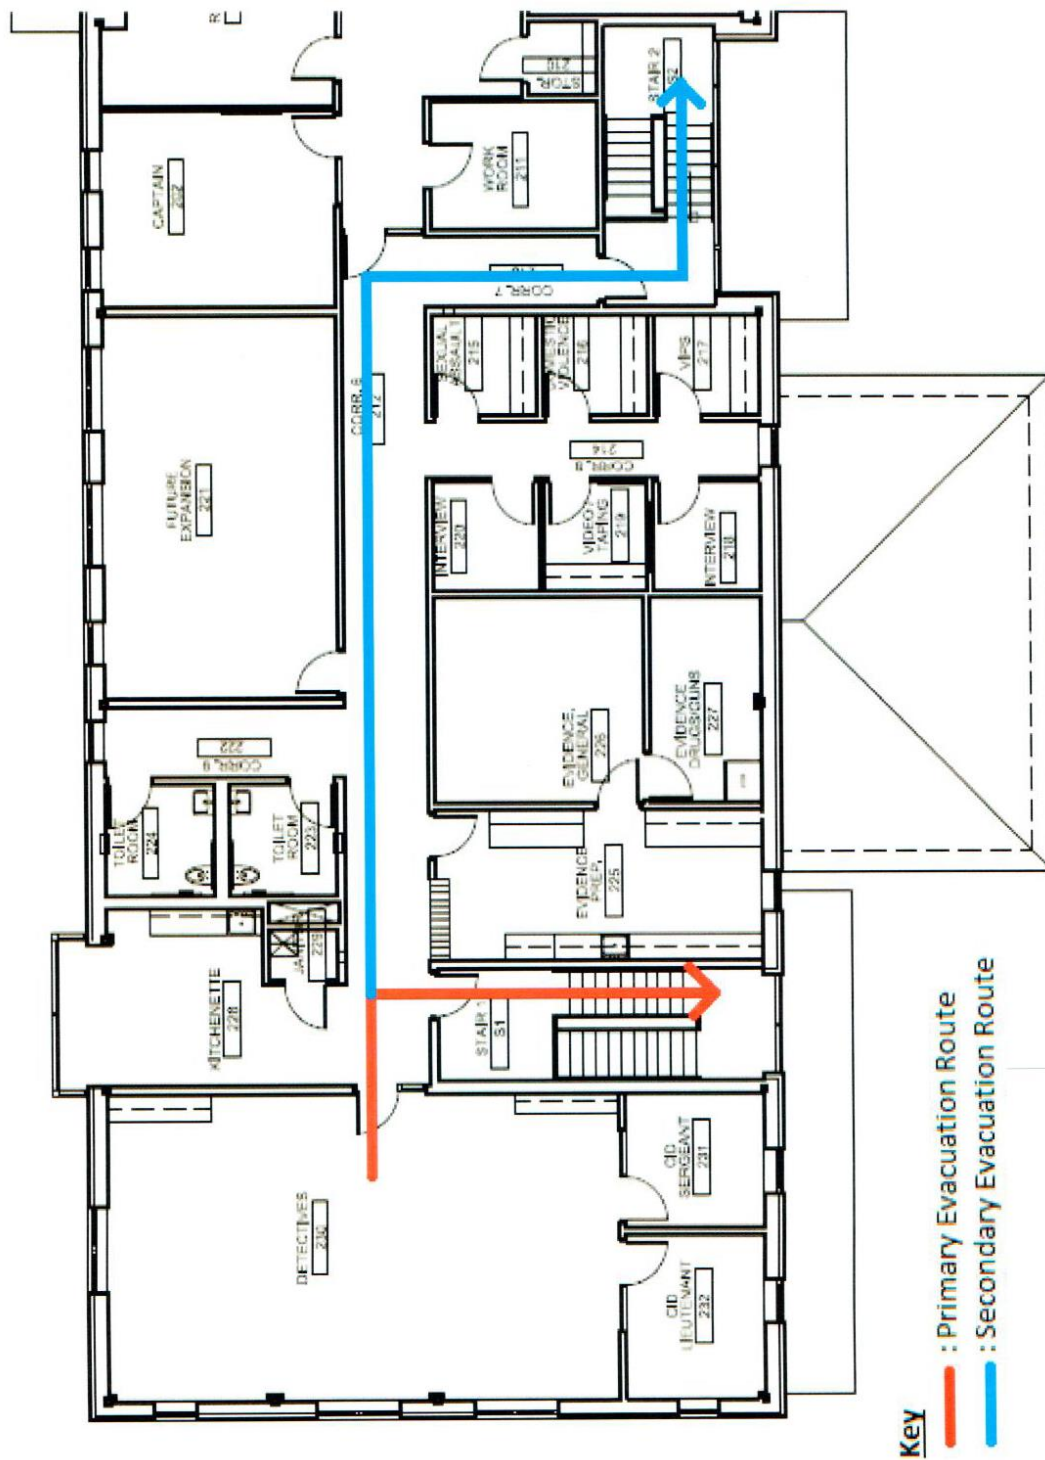 R
CAPTAIN
202
FUTURE
EXPANSION
221
TOILET
ROOM
224
TOILET
ROOM
223
CORR. 9
222
KITCHENETTE
228
229
DETECTIVES
230
CID
LIEUTENANT
232
CID
SERGEANT
231
STAIR 1
S1
EVIDENCE
PREP.
225
EVIDENCE,
GENERAL
226
EVIDENCE
DRUGS/GUNS
227
INTERVIEW
220
VIDEO
TAPING
219
INTERVIEW
218
CORR. 8
214
SEXUAL
ASSAULT
215
VIOLENCE
216
VIPS
217
CORR. 6
212
CORR. 7
WORK
ROOM
211
STOR.
210
STAIR 2
S2
Key
: Primary Evacuation Route
: Secondary Evacuation Route